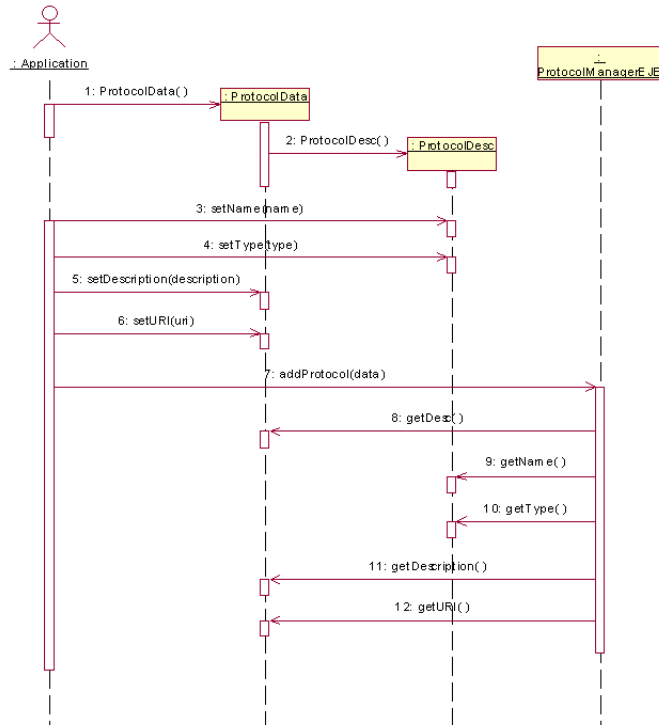 : Application
:
ProtocolManagerEJB
1: ProtocolData()
: ProtocolData
2: ProtocolDesc()
: ProtocolDesc
3: setName(name)
4: setType(type)
5: setDescription(description)
6: setURI(uri)
7: addProtocol(data)
8: getDesc()
9: getName()
10: getType()
11: getDescription()
12: getURI()